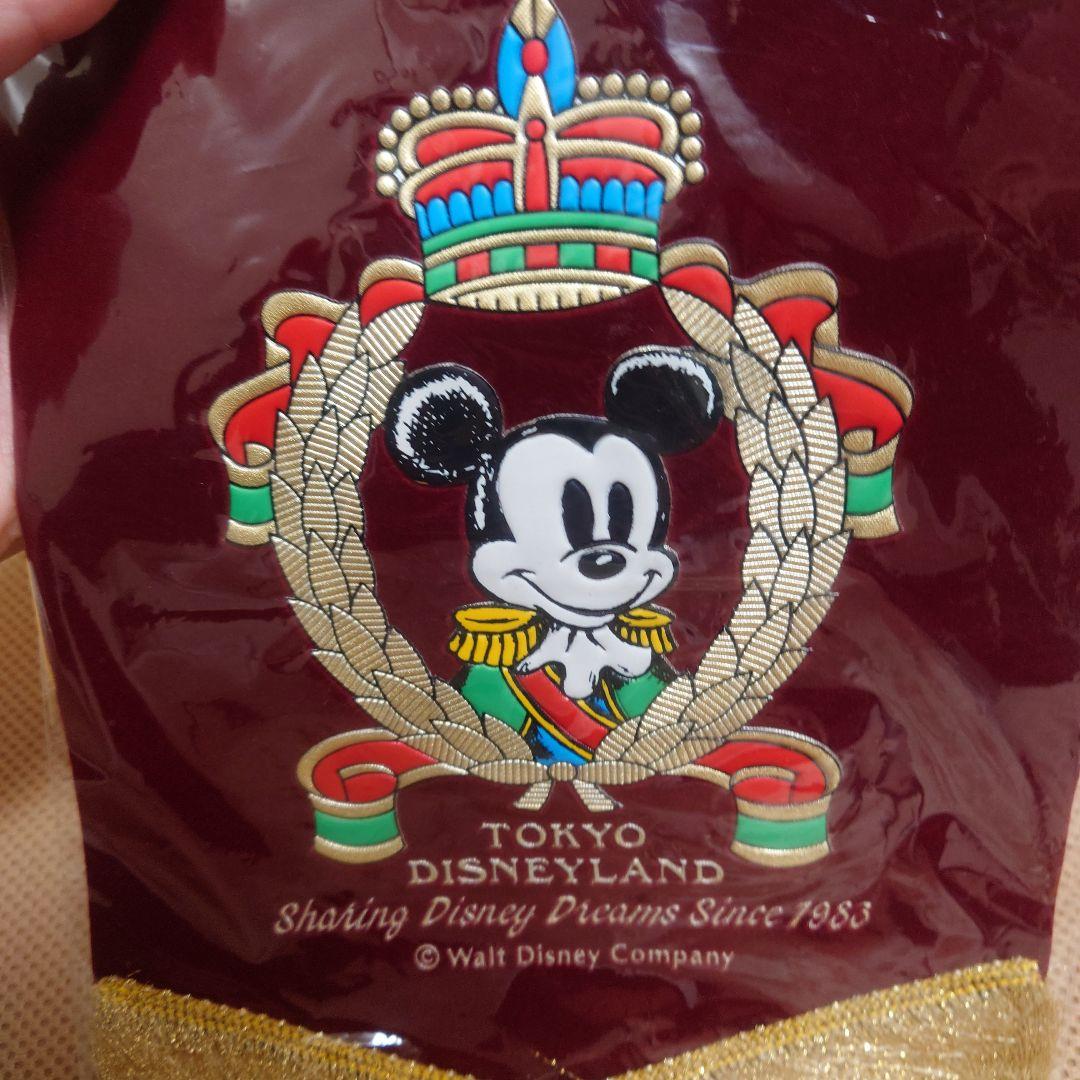 TOKYO
DISNEYLAND
Sharing Disney Dreams Since 1983
© Walt Disney Company